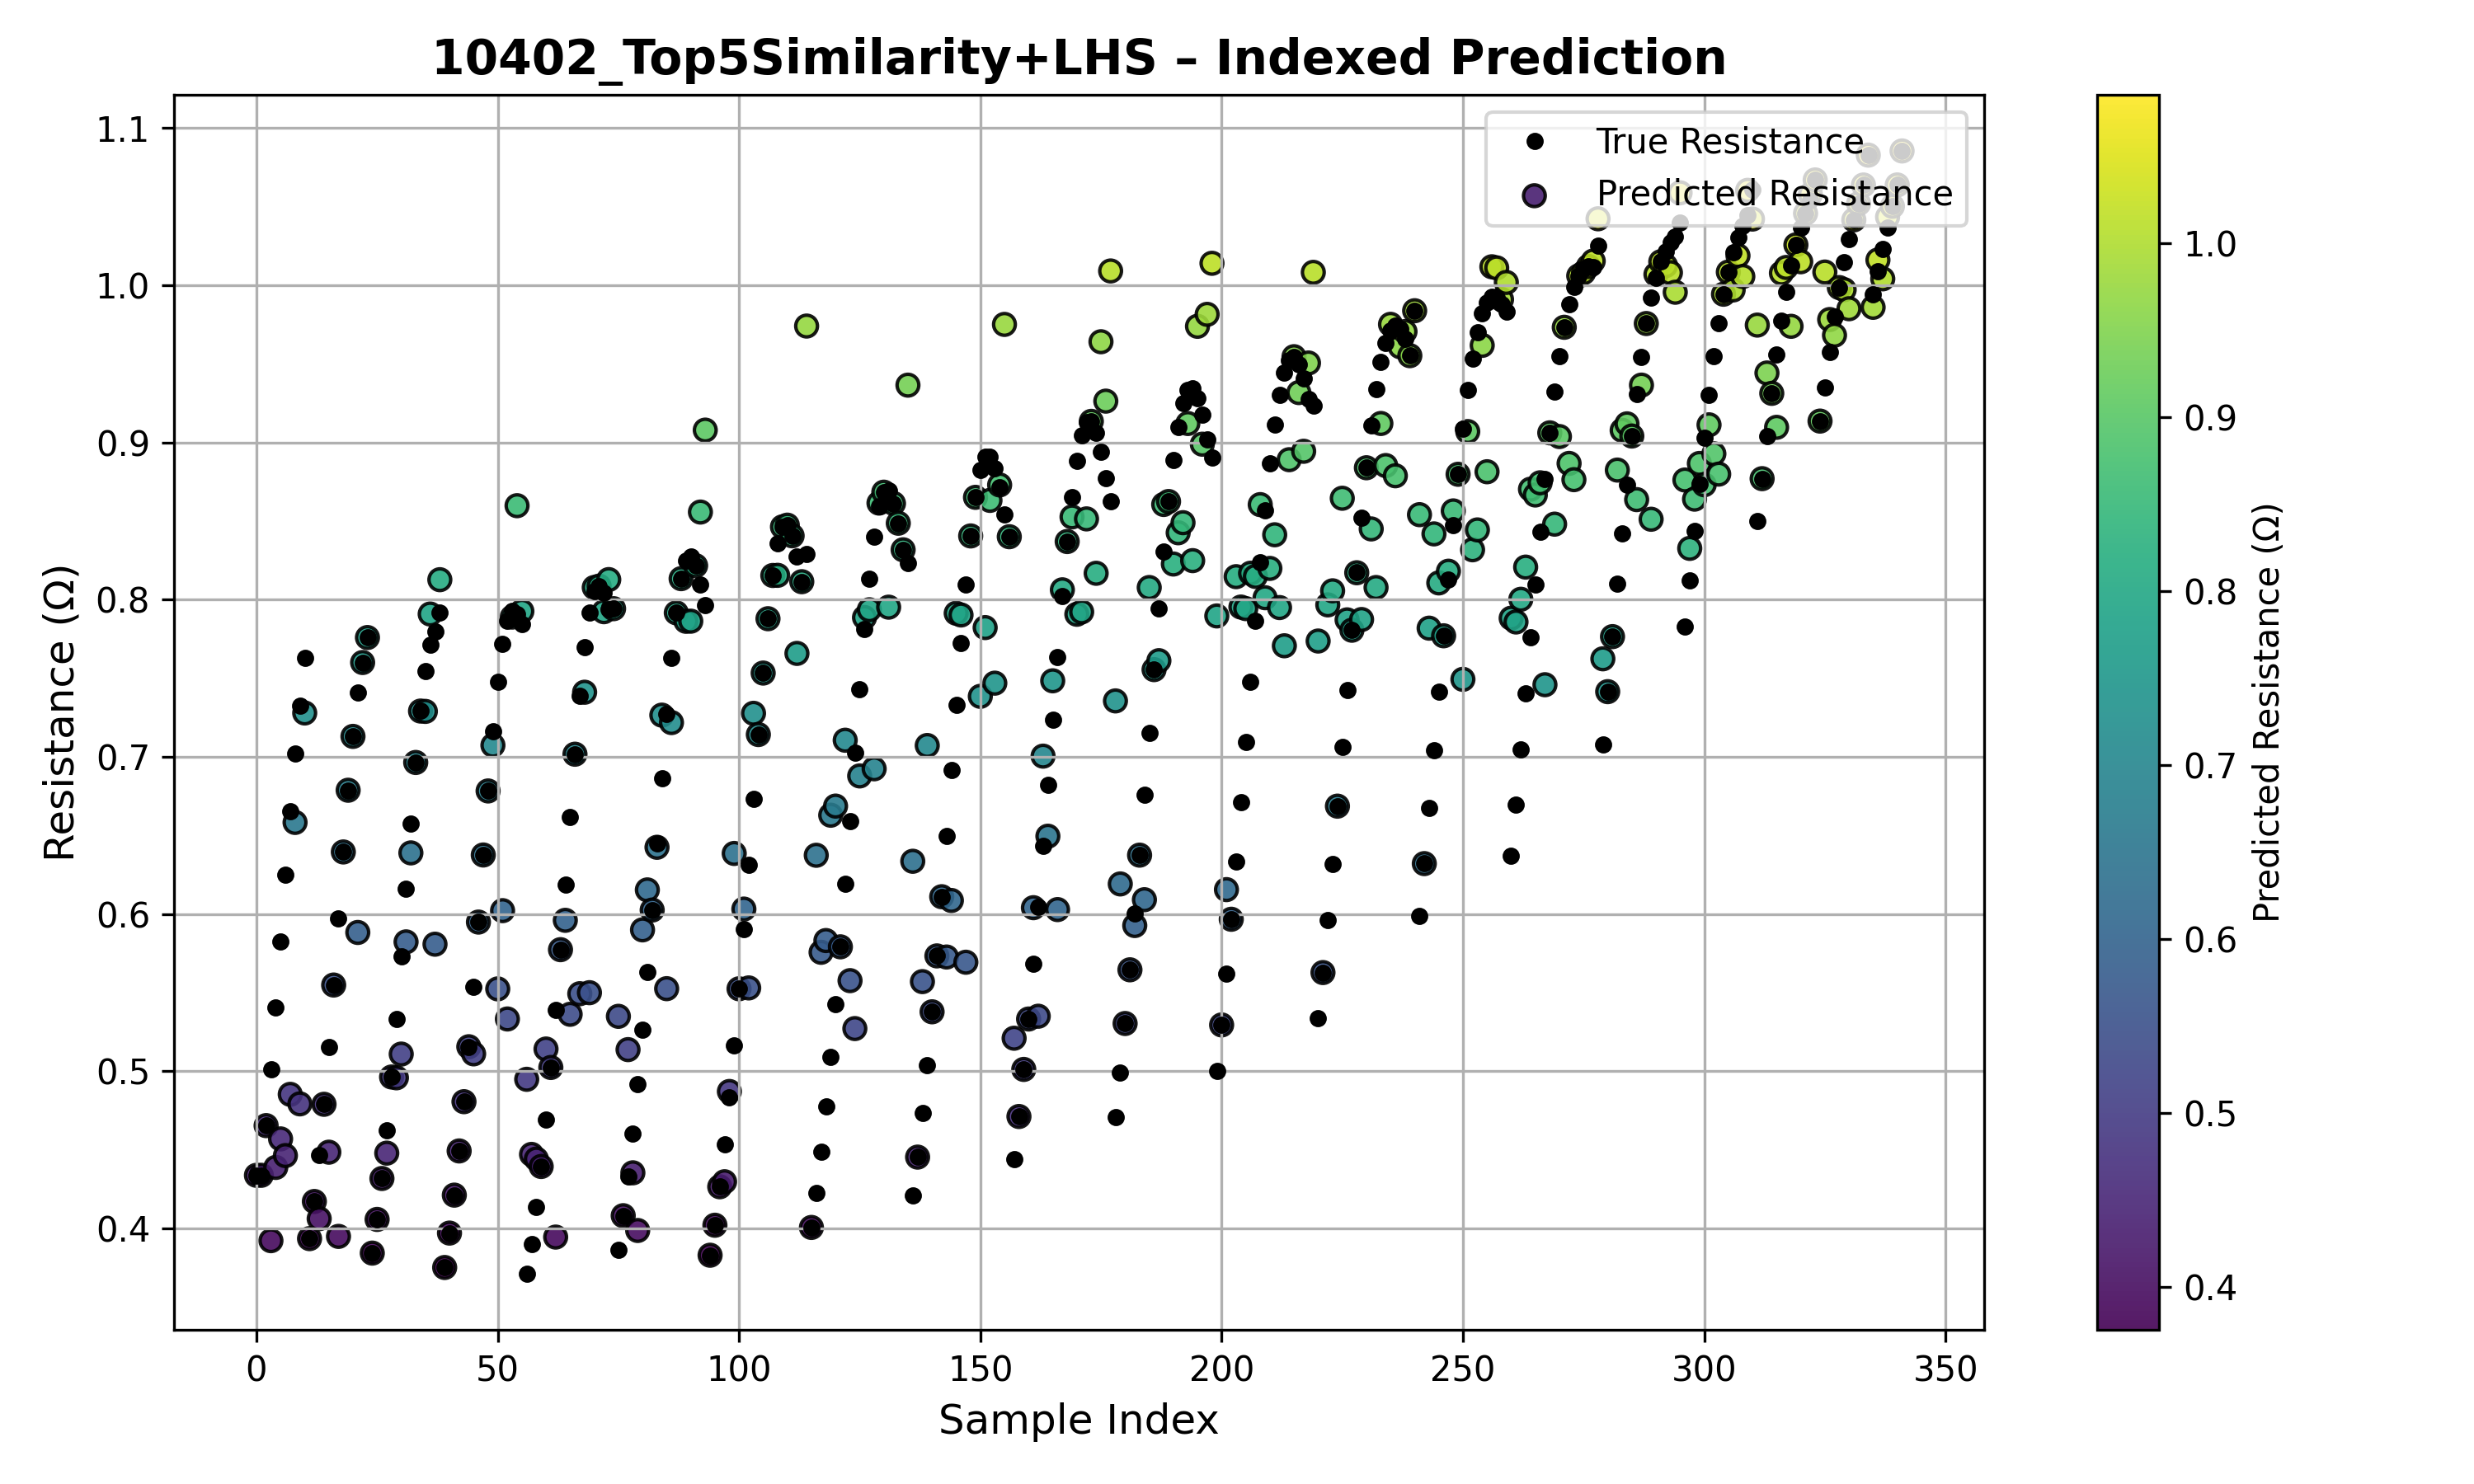 10402_Top5Similarity+LHS – Indexed Prediction
True Resistance
Predicted Resistance
Resistance (Ω)
1.1
1.0
0.9
0.8
0.7
0.6
0.5
0.4
0 50 100 150 200 250 300 350
Sample Index
1.0
0.9
0.8
0.7
0.6
0.5
0.4
Predicted Resistance (Ω)